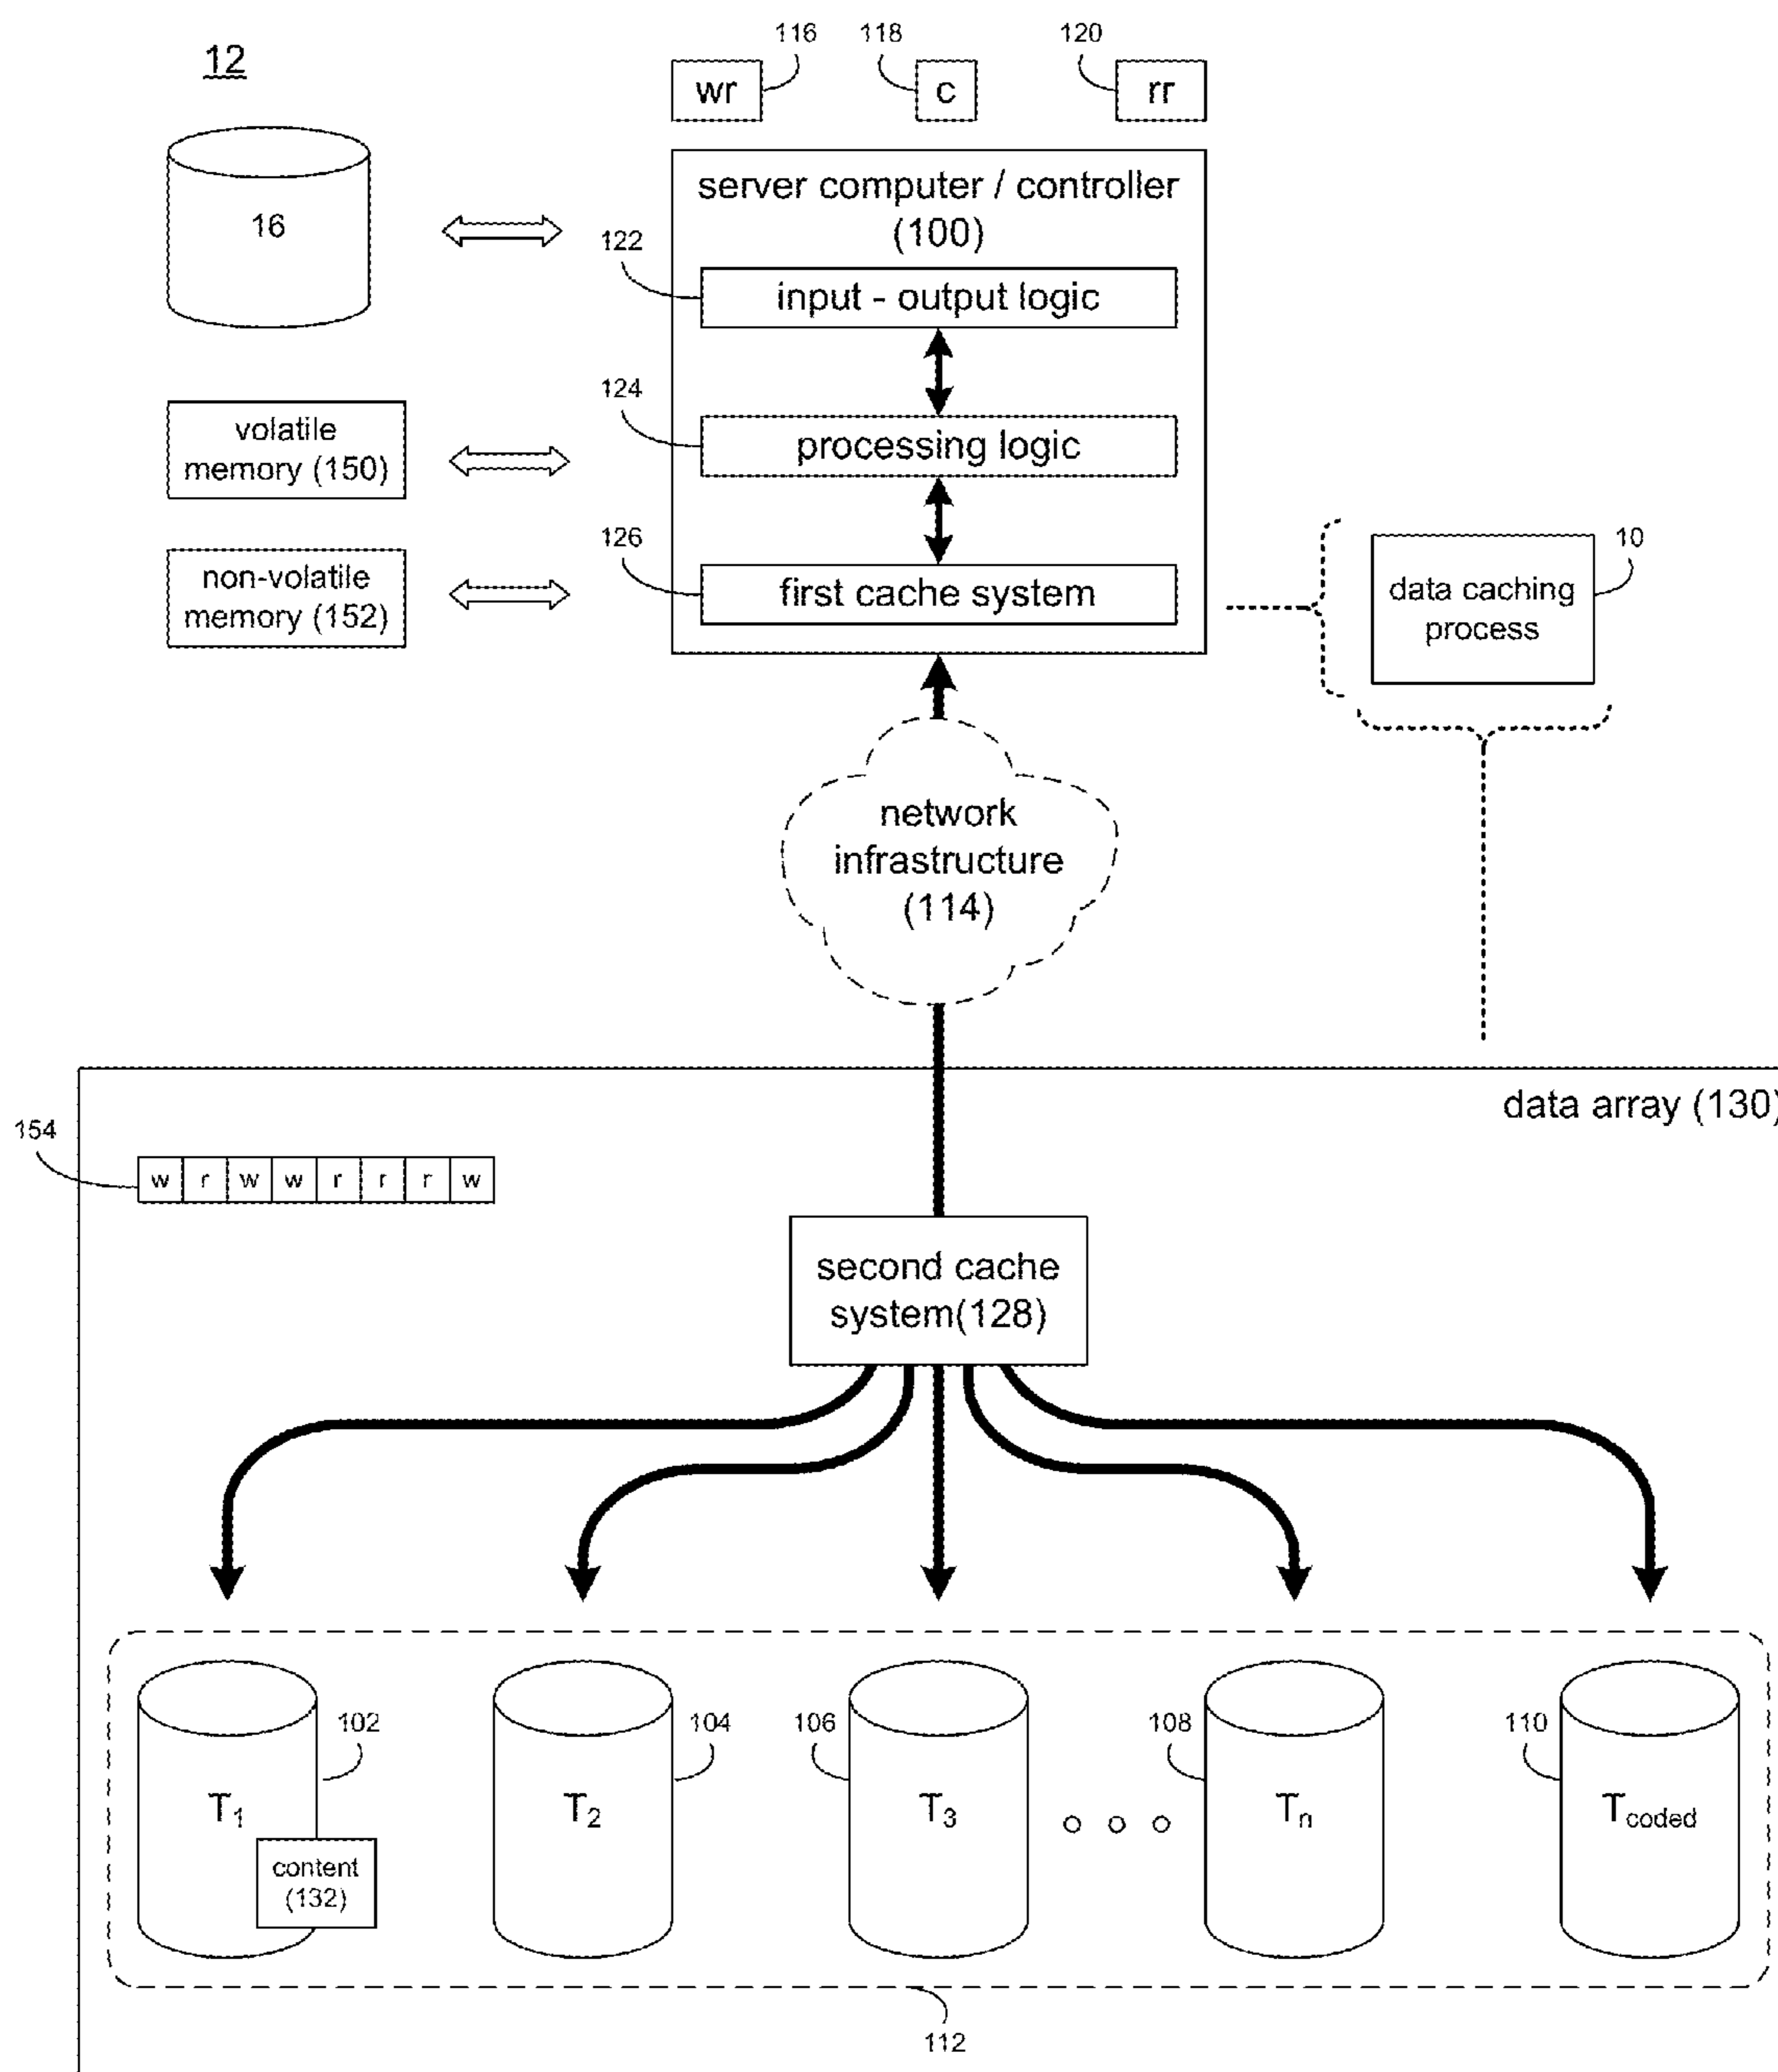 12
116
118
120
wr
c
rr
16
server computer / controller
(100)
122
input - output logic
volatile
memory (150)
124
processing logic
non-volatile
memory (152)
126
first cache system
10
data caching
process
network
infrastructure
(114)
data array (130)
154
w r w w r r r w
second cache
system(128)
102
104
106
108
110
T1
T2
T3
Tn
Tcoded
content
(132)
112